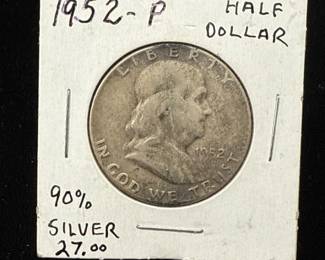 1952-P
HALF
DOLLAR
LIBERTY
1952
IN GOD WE TRUST
90%
SILVER
27.00